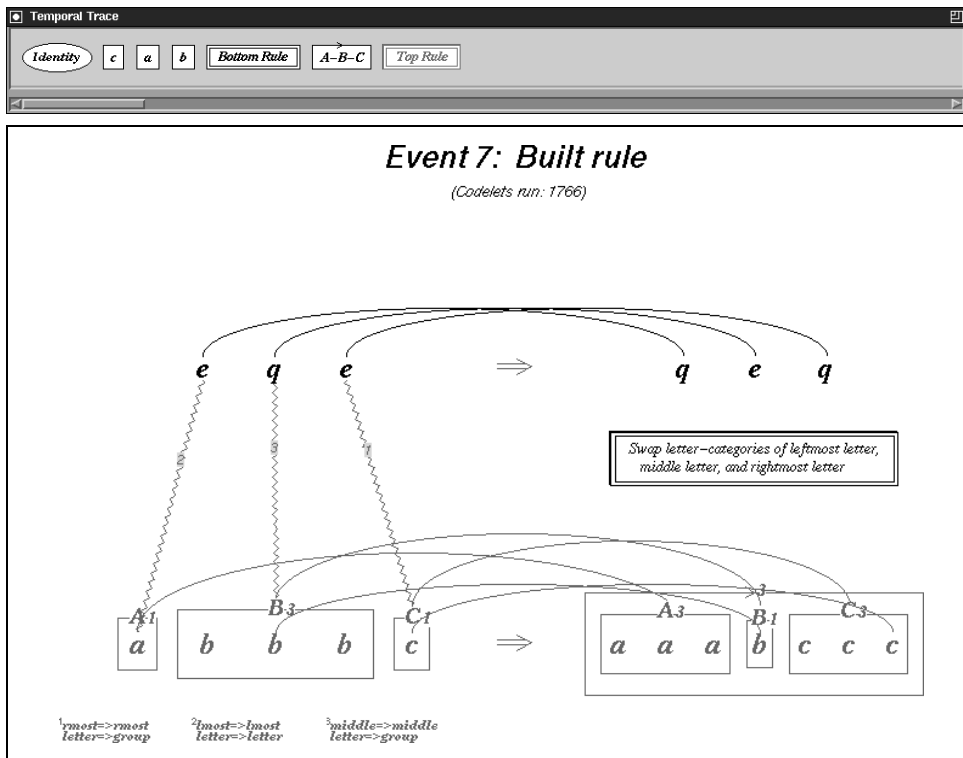 Temporal Trace
Identity c a b Bottom Rule A-B-C Top Rule
Event 7: Built rule
(Codelets run: 1766)
e q e ⇒ q e q
2 3 1
Swap letter-categories of leftmost letter,
middle letter, and rightmost letter
3
A1 B3 C1 A3 B1 C3
a b b b c ⇒ a a a b c c c
1rmost=>rmost 2lmost=>lmost 3middle=>middle
letter=>group letter=>letter letter=>group